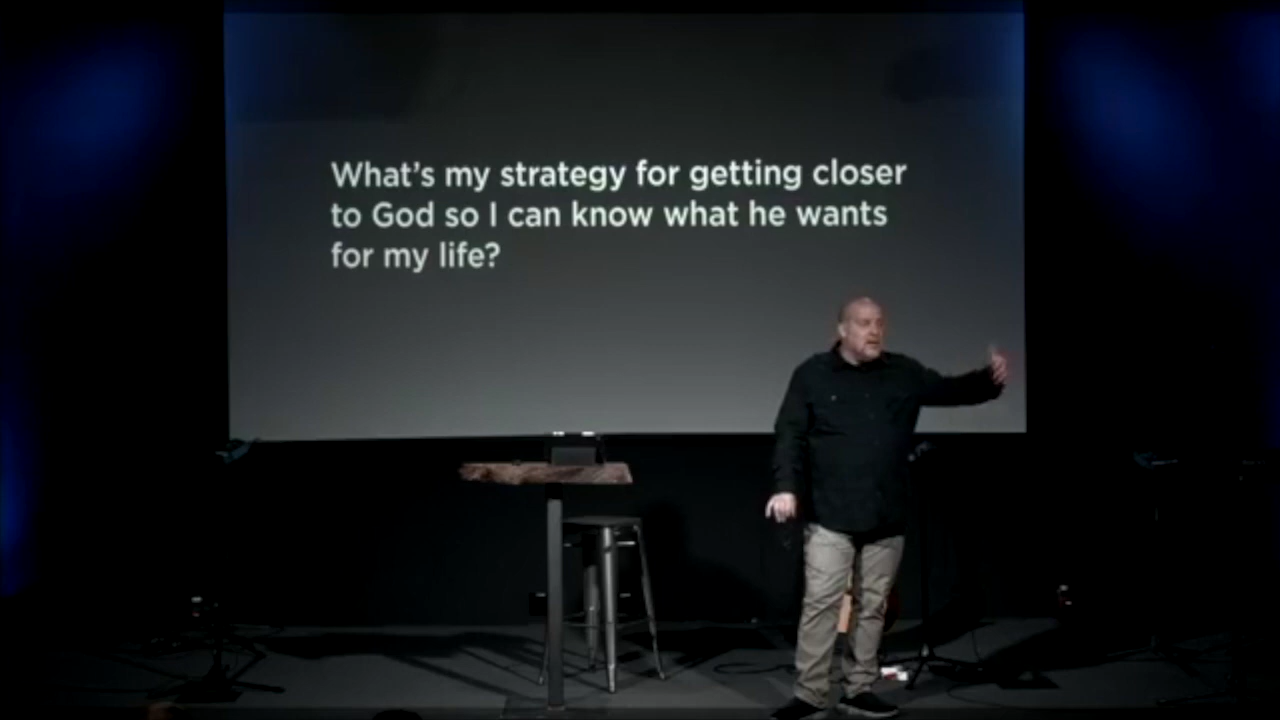 What's my strategy for getting closer
to God so I can know what he wants
for my life?